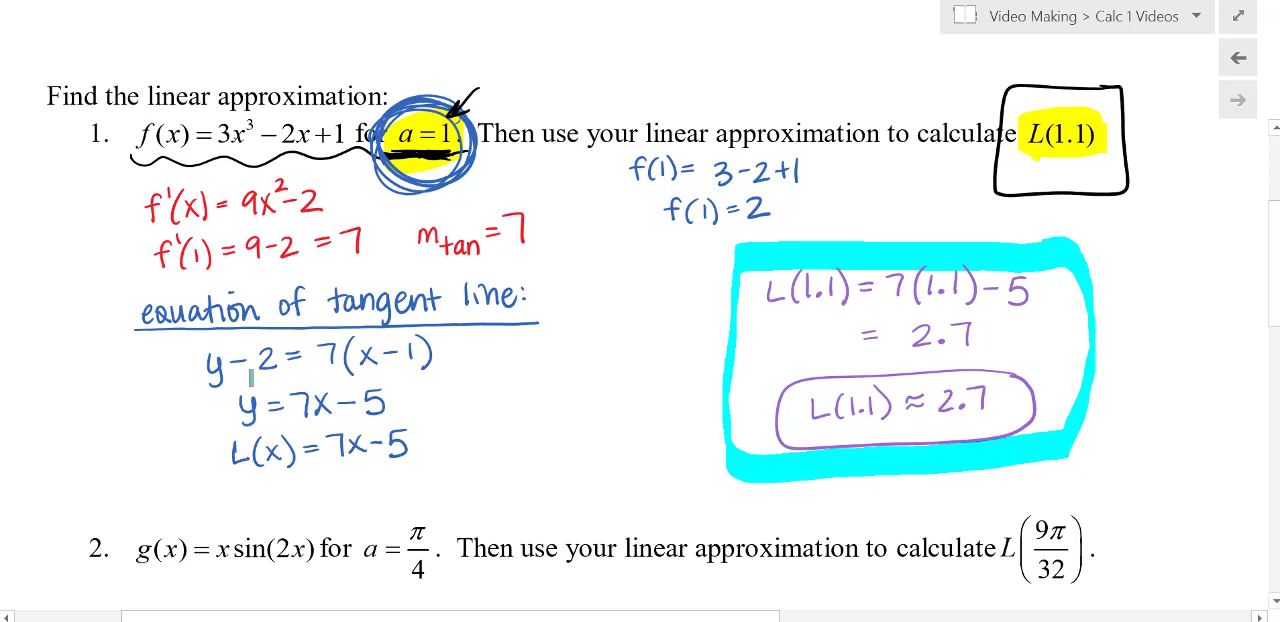 Video Making > Calc 1 Videos
Find the linear approximation:
1. f(x) = 3x³ − 2x + 1 for a = 1. Then use your linear approximation to calculate L(1.1)
f(1) = 3 − 2 + 1
f(1) = 2
f'(x) = 9x² − 2
f'(1) = 9 − 2 = 7
m_tan = 7
equation of tangent line:
y − 2 = 7(x − 1)
y = 7x − 5
L(x) = 7x − 5
L(1.1) = 7(1.1) − 5
= 2.7
L(1.1) ≈ 2.7
2. g(x) = x sin(2x) for a = π/4. Then use your linear approximation to calculate L(9π/32).